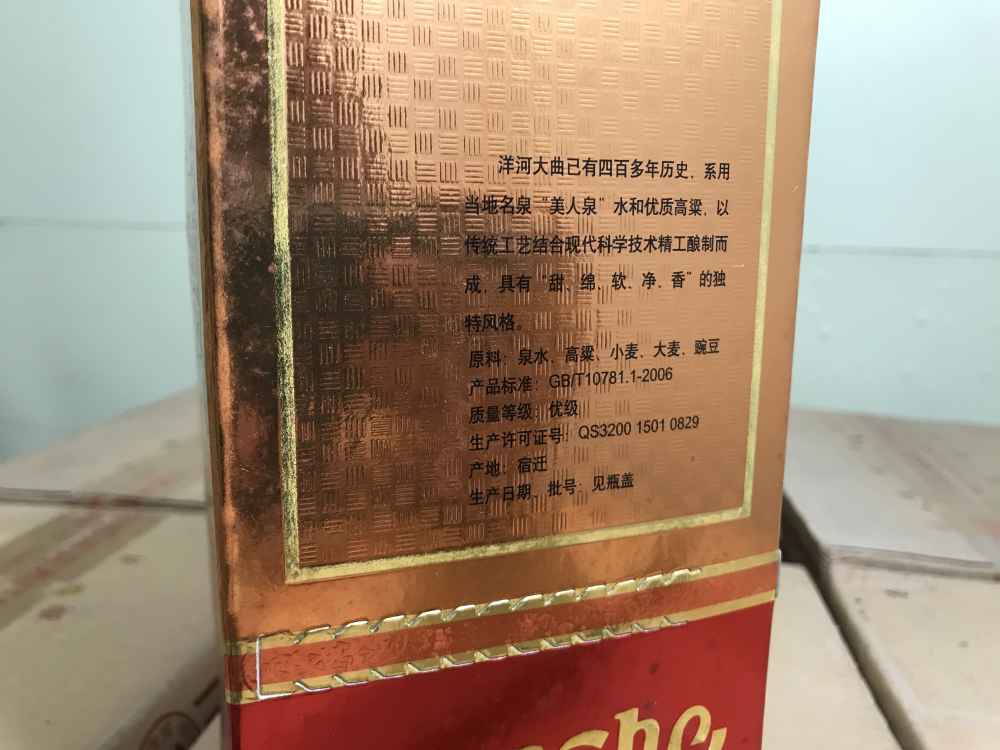 洋河大曲已有四百多年历史，系用
当地名泉“美人泉”水和优质高粱，以
传统工艺结合现代科学技术精工酿制而
成，具有“甜、绵、软、净、香”的独
特风格。
原料：泉水、高粱、小麦、大麦、豌豆
产品标准：GB/T10781.1-2006
质量等级：优级
生产许可证号：QS3200 1501 0829
产地：宿迁
生产日期、批号：见瓶盖